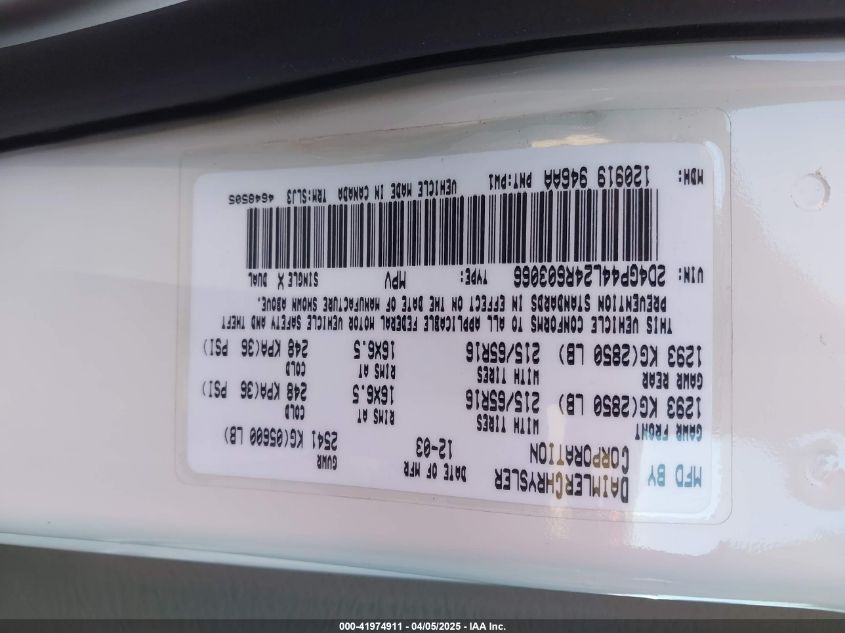 MFD BY DAIMLERCHRYSLER CORPORATION
DATE OF MFR 12-03
GVWR 2541 KG(05600 LB)
GAWR FRONT WITH TIRES RIMS AT COLD
1293 KG(2850 LB) 215/65R16 16X6.5 248 KPA(36 PSI)
GAWR REAR WITH TIRES RIMS AT COLD
1293 KG(2850 LB) 215/65R16 16X6.5 248 KPA(36 PSI)
THIS VEHICLE CONFORMS TO ALL APPLICABLE FEDERAL MOTOR VEHICLE SAFETY AND THEFT
PREVENTION STANDARDS IN EFFECT ON THE DATE OF MANUFACTURE SHOWN ABOVE.
VIN: 2D4GP44L24R603066 TYPE: MPV SINGLE X DUAL
MDH: 120919 946AA PNT:PW1 VEHICLE MADE IN CANADA TRM:SLJ3 4648505
000-41974911 - 04/05/2025 - IAA Inc.